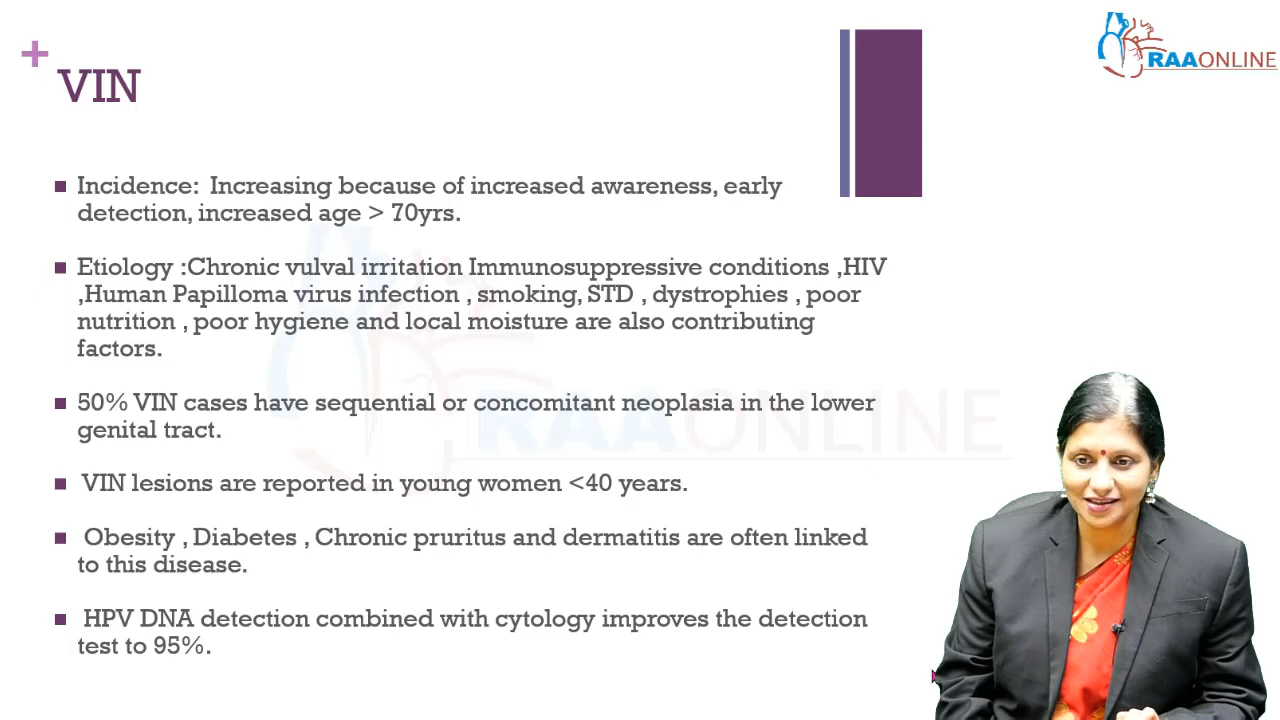 RAAONLINE
+
VIN
Incidence: Increasing because of increased awareness, early
detection, increased age > 70yrs.
Etiology :Chronic vulval irritation Immunosuppressive conditions ,HIV
,Human Papilloma virus infection , smoking, STD , dystrophies , poor
nutrition , poor hygiene and local moisture are also contributing
factors.
50% VIN cases have sequential or concomitant neoplasia in the lower
genital tract.
VIN lesions are reported in young women <40 years.
Obesity , Diabetes , Chronic pruritus and dermatitis are often linked
to this disease.
HPV DNA detection combined with cytology improves the detection
test to 95%.
RAAONLINE